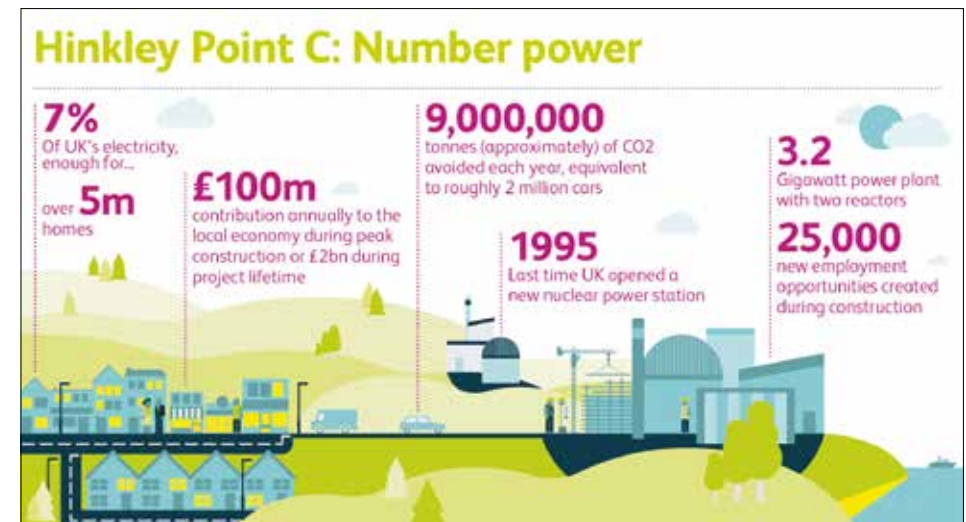 Hinkley Point C: Number power
7%
Of UK's electricity,
enough for...
over 5m
homes
£100m
contribution annually to the
local economy during peak
construction or £2bn during
project lifetime
9,000,000
tonnes (approximately) of CO2
avoided each year, equivalent
to roughly 2 million cars
1995
Last time UK opened a
new nuclear power station
3.2
Gigawatt power plant
with two reactors
25,000
new employment
opportunities created
during construction